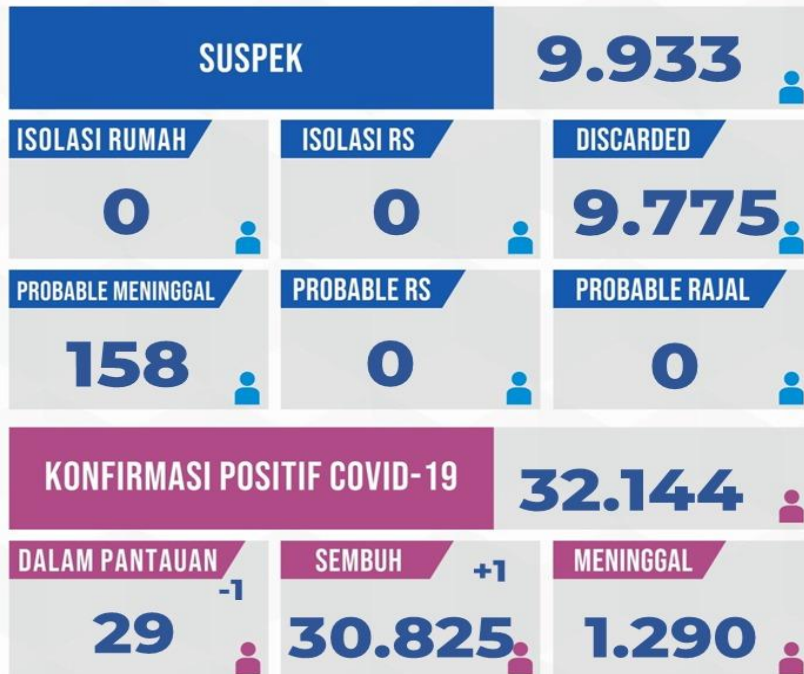 SUSPEK 9.933
ISOLASI RUMAH ISOLASI RS DISCARDED
0 0 9.775
PROBABLE MENINGGAL PROBABLE RS PROBABLE RAJAL
158 0 0
KONFIRMASI POSITIF COVID-19 32.144
DALAM PANTAUAN SEMBUH MENINGGAL
-1 +1
29 30.825 1.290